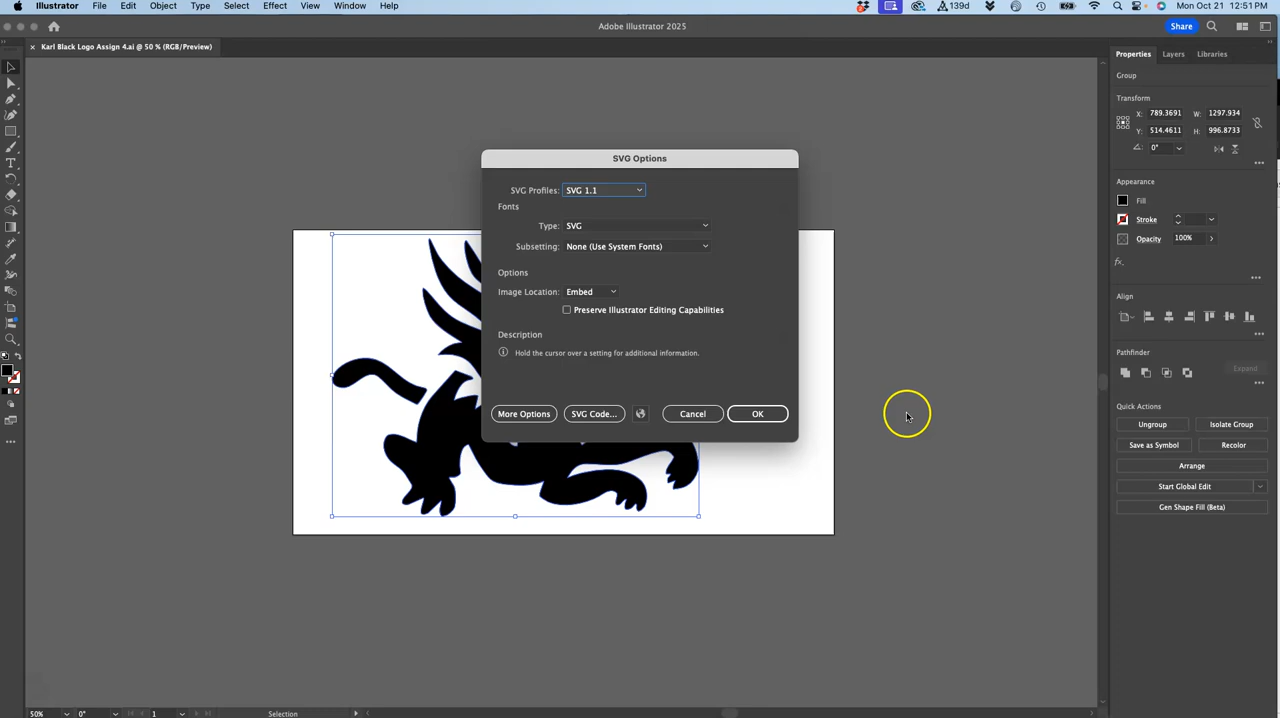 Illustrator File Edit Object Type Select Effect View Window Help 139d Mon Oct 21 12:51 PM
Adobe Illustrator 2025 Share
× Karl Black Logo Assign 4.ai @ 50 % (RGB/Preview)
Properties Layers Libraries
Group
Transform
X: 789.3691 W: 1297.934
Y: 514.4611 H: 996.8733
0°
Appearance
Fill
Stroke
Opacity 100%
fx.
Align
Pathfinder
Expand
Quick Actions
Ungroup Isolate Group
Save as Symbol Recolor
Arrange
Start Global Edit
Gen Shape Fill (Beta)
SVG Options
SVG Profiles: SVG 1.1
Fonts
Type: SVG
Subsetting: None (Use System Fonts)
Options
Image Location: Embed
Preserve Illustrator Editing Capabilities
Description
Hold the cursor over a setting for additional information.
More Options SVG Code... Cancel OK
50% 0° 1 Selection